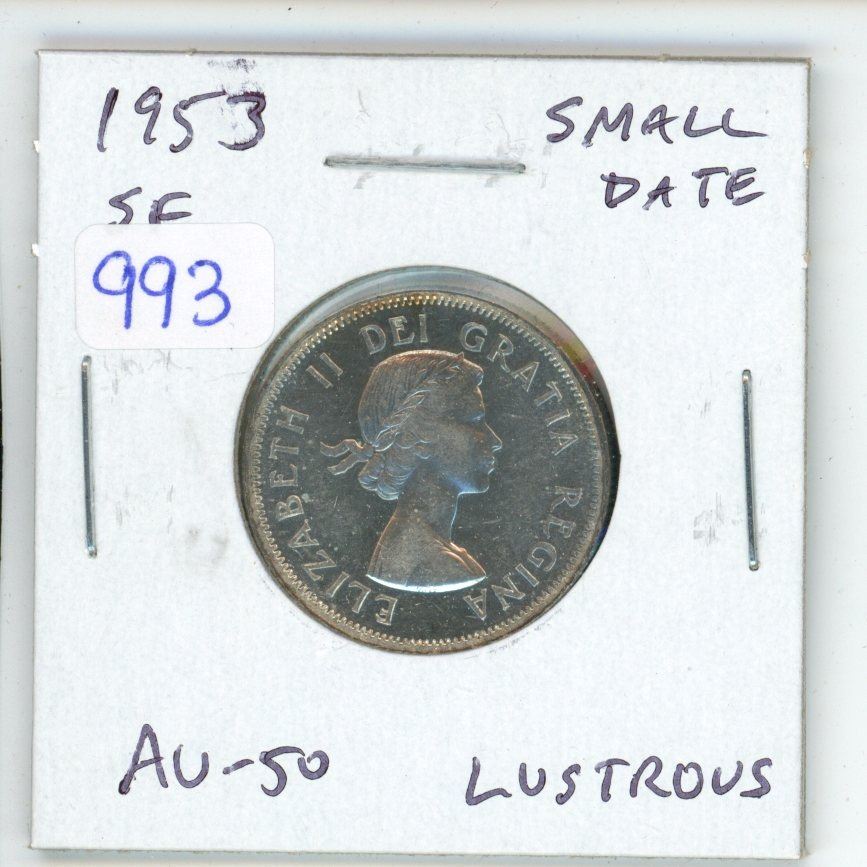 1953
SMALL
DATE
SF
993
ELIZABETH II DEI GRATIA REGINA
AU-50
LUSTROUS